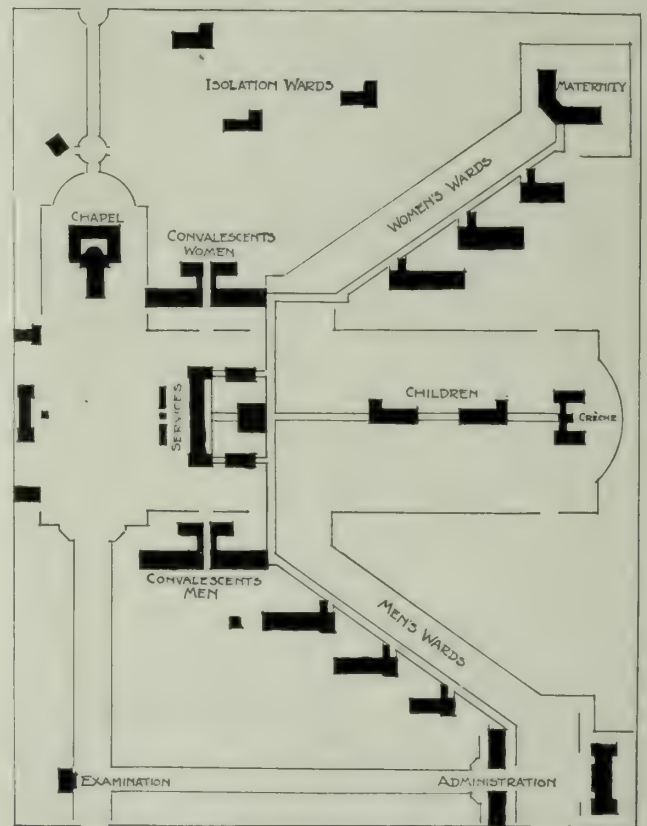 ISOLATION WARDS
MATERNITY
WOMEN'S WARDS
CHAPEL
CONVALESCENTS
WOMEN
SERVICES
CHILDREN
CRÈCHE
CONVALESCENTS
MEN
MEN'S WARDS
EXAMINATION
ADMINISTRATION